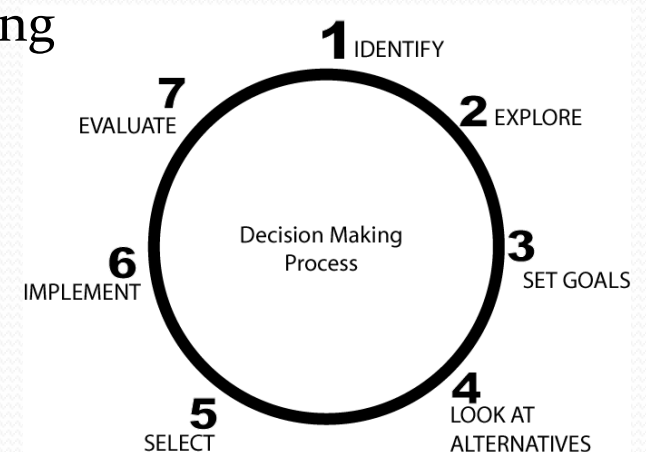 ng
1 IDENTIFY
2 EXPLORE
3
SET GOALS
4
LOOK AT
ALTERNATIVES
5
SELECT
6
IMPLEMENT
7
EVALUATE
Decision Making
Process